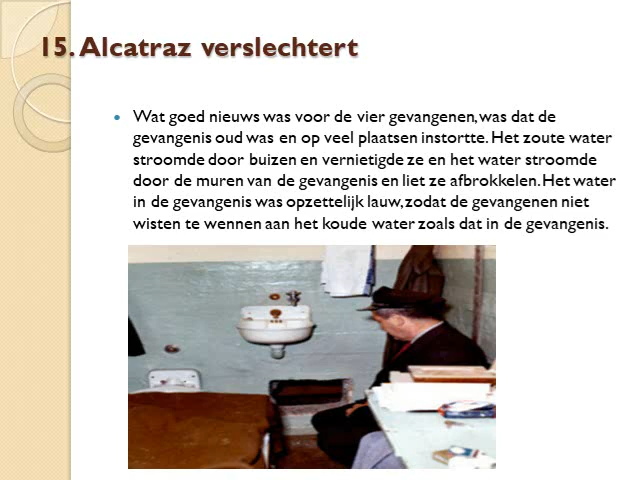 15. Alcatraz verslechtert
Wat goed nieuws was voor de vier gevangenen, was dat de
gevangenis oud was en op veel plaatsen instortte. Het zoute water
stroomde door buizen en vernietigde ze en het water stroomde
door de muren van de gevangenis en liet ze afbrokkelen. Het water
in de gevangenis was opzettelijk lauw, zodat de gevangenen niet
wisten te wennen aan het koude water zoals dat in de gevangenis.